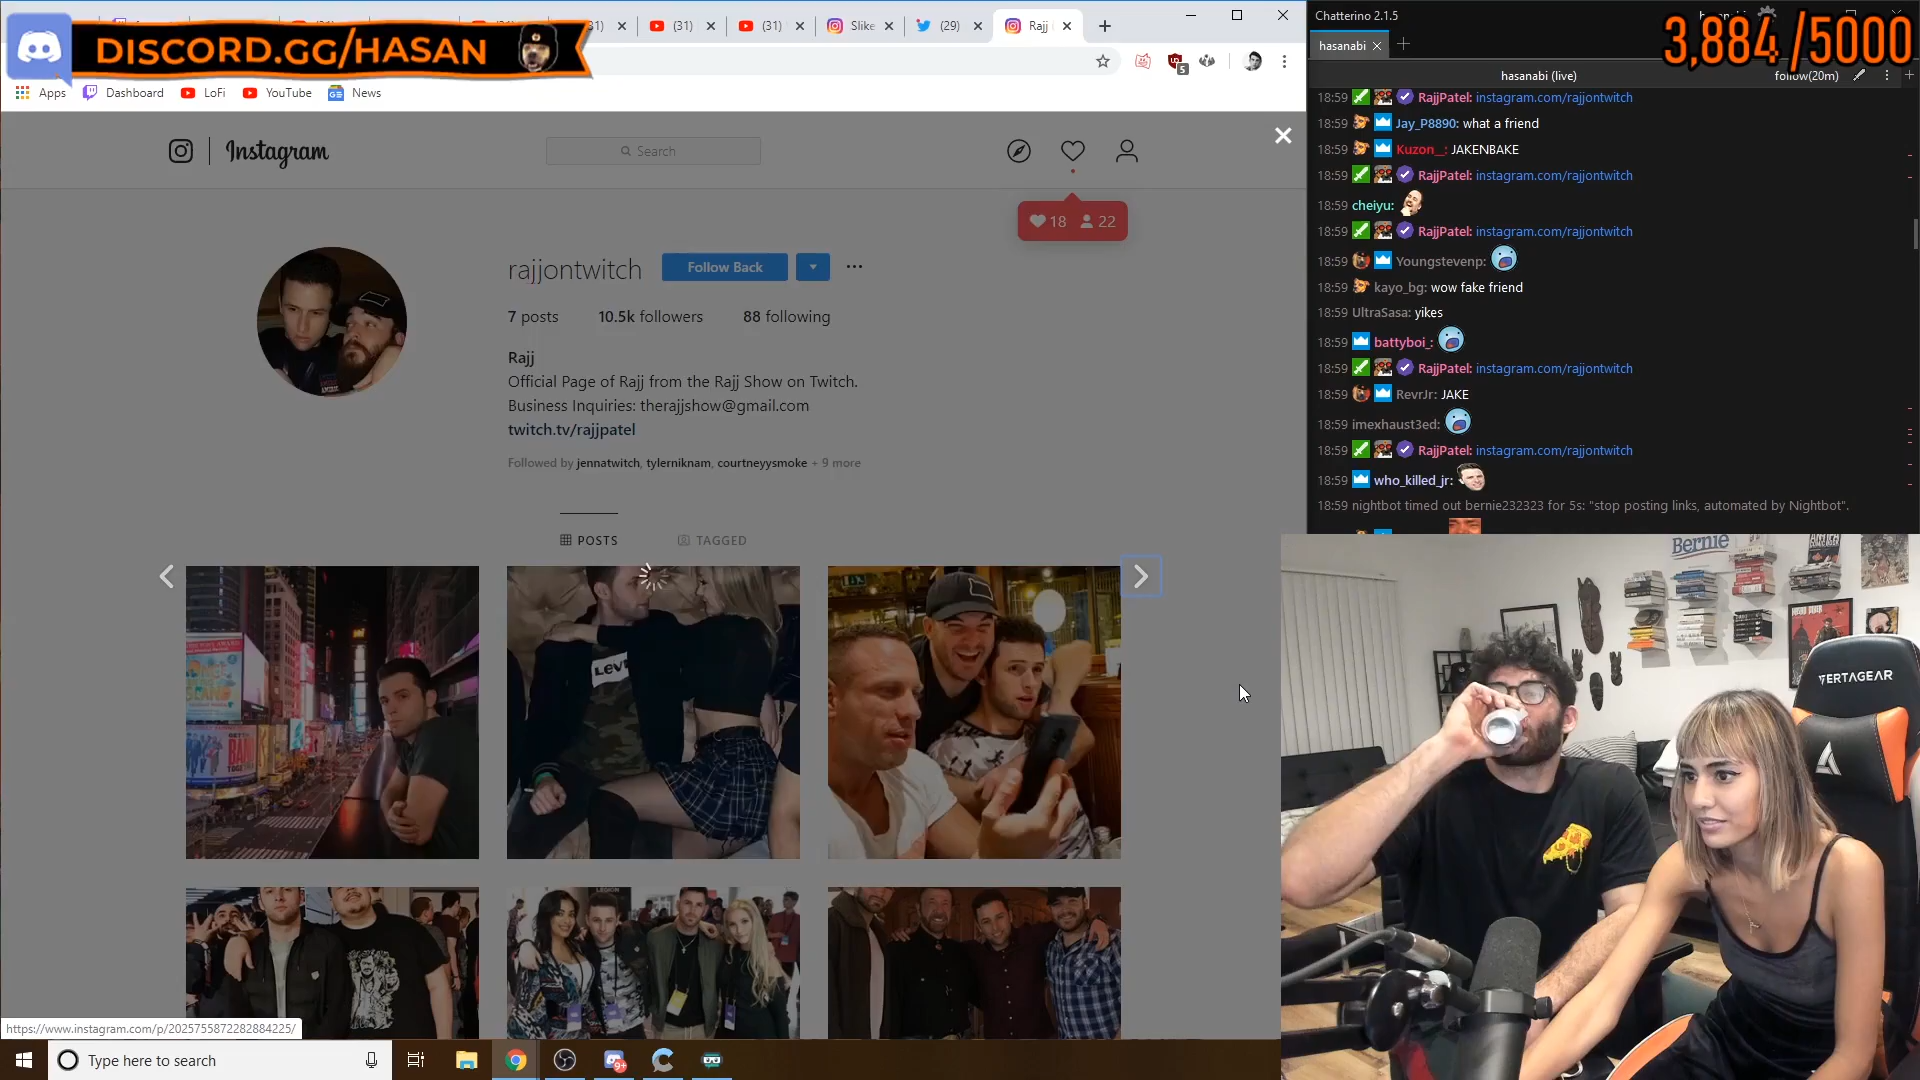 DISCORD.GG/HASAN
31)
(31)
(31)
Slike
(29)
Rajj
5
Apps
Dashboard
LoFi
YouTube
News
Instagram
Search
18
22
rajjontwitch
Follow Back
7 posts
10.5k followers
88 following
Rajj
Official Page of Rajj from the Rajj Show on Twitch.
Business Inquiries: therajjshow@gmail.com
twitch.tv/rajjpatel
Followed by jennatwitch, tylerniknam, courtneyysmoke + 9 more
POSTS
TAGGED
https://www.instagram.com/p/2025755872282884225/
Type here to search
9+
Chatterino 2.1.5
3,884 /5000
hasanabi
hasanabi (live)
follow(20m)
18:59 RajjPatel: instagram.com/rajjontwitch
18:59 Jay_P8890: what a friend
18:59 Kuzon__: JAKENBAKE
18:59 RajjPatel: instagram.com/rajjontwitch
18:59 cheiyu:
18:59 RajjPatel: instagram.com/rajjontwitch
18:59 Youngstevenp:
18:59 kayo_bg: wow fake friend
18:59 UltraSasa: yikes
18:59 battyboi_:
18:59 RajjPatel: instagram.com/rajjontwitch
18:59 RevrJr: JAKE
18:59 imexhaust3ed:
18:59 RajjPatel: instagram.com/rajjontwitch
18:59 who_killed_jr:
18:59 nightbot timed out bernie232323 for 5s: "stop posting links, automated by Nightbot".
Bernie
VERTAGEAR